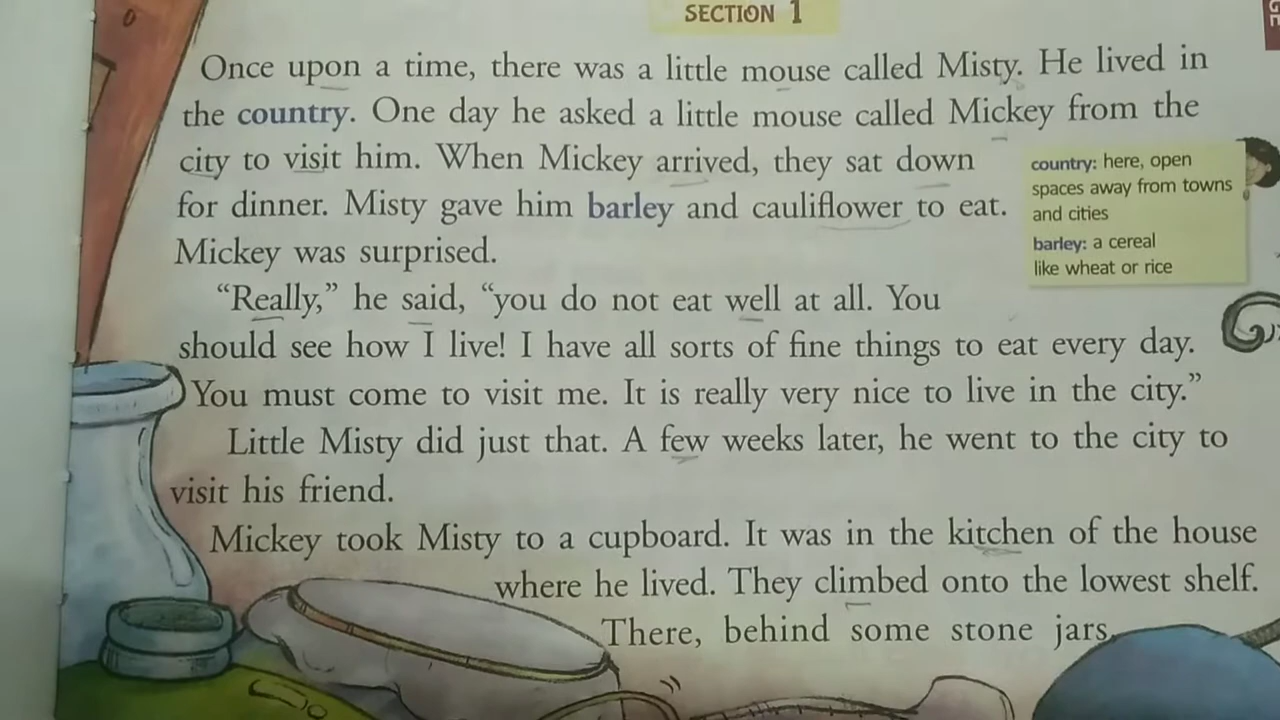 SECTION 1
Once upon a time, there was a little mouse called Misty. He lived in
the country. One day he asked a little mouse called Mickey from the
city to visit him. When Mickey arrived, they sat down
for dinner. Misty gave him barley and cauliflower to eat.
Mickey was surprised.
country: here, open
spaces away from towns
and cities
barley: a cereal
like wheat or rice
“Really,” he said, “you do not eat well at all. You
should see how I live! I have all sorts of fine things to eat every day.
You must come to visit me. It is really very nice to live in the city.”
Little Misty did just that. A few weeks later, he went to the city to
visit his friend.
Mickey took Misty to a cupboard. It was in the kitchen of the house
where he lived. They climbed onto the lowest shelf.
There, behind some stone jars,